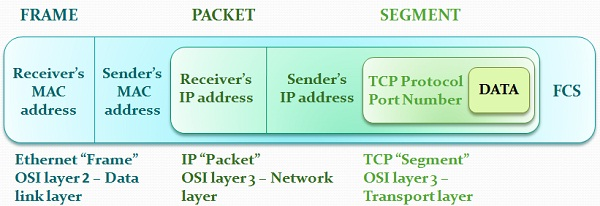 FRAME
PACKET
SEGMENT
Receiver's
MAC
address
Sender's
MAC
address
Receiver's
IP address
Sender's
IP address
TCP Protocol
Port Number
DATA
FCS
Ethernet “Frame”
OSI layer 2 – Data
link layer
IP “Packet”
OSI layer 3 – Network
layer
TCP “Segment”
OSI layer 3 –
Transport layer